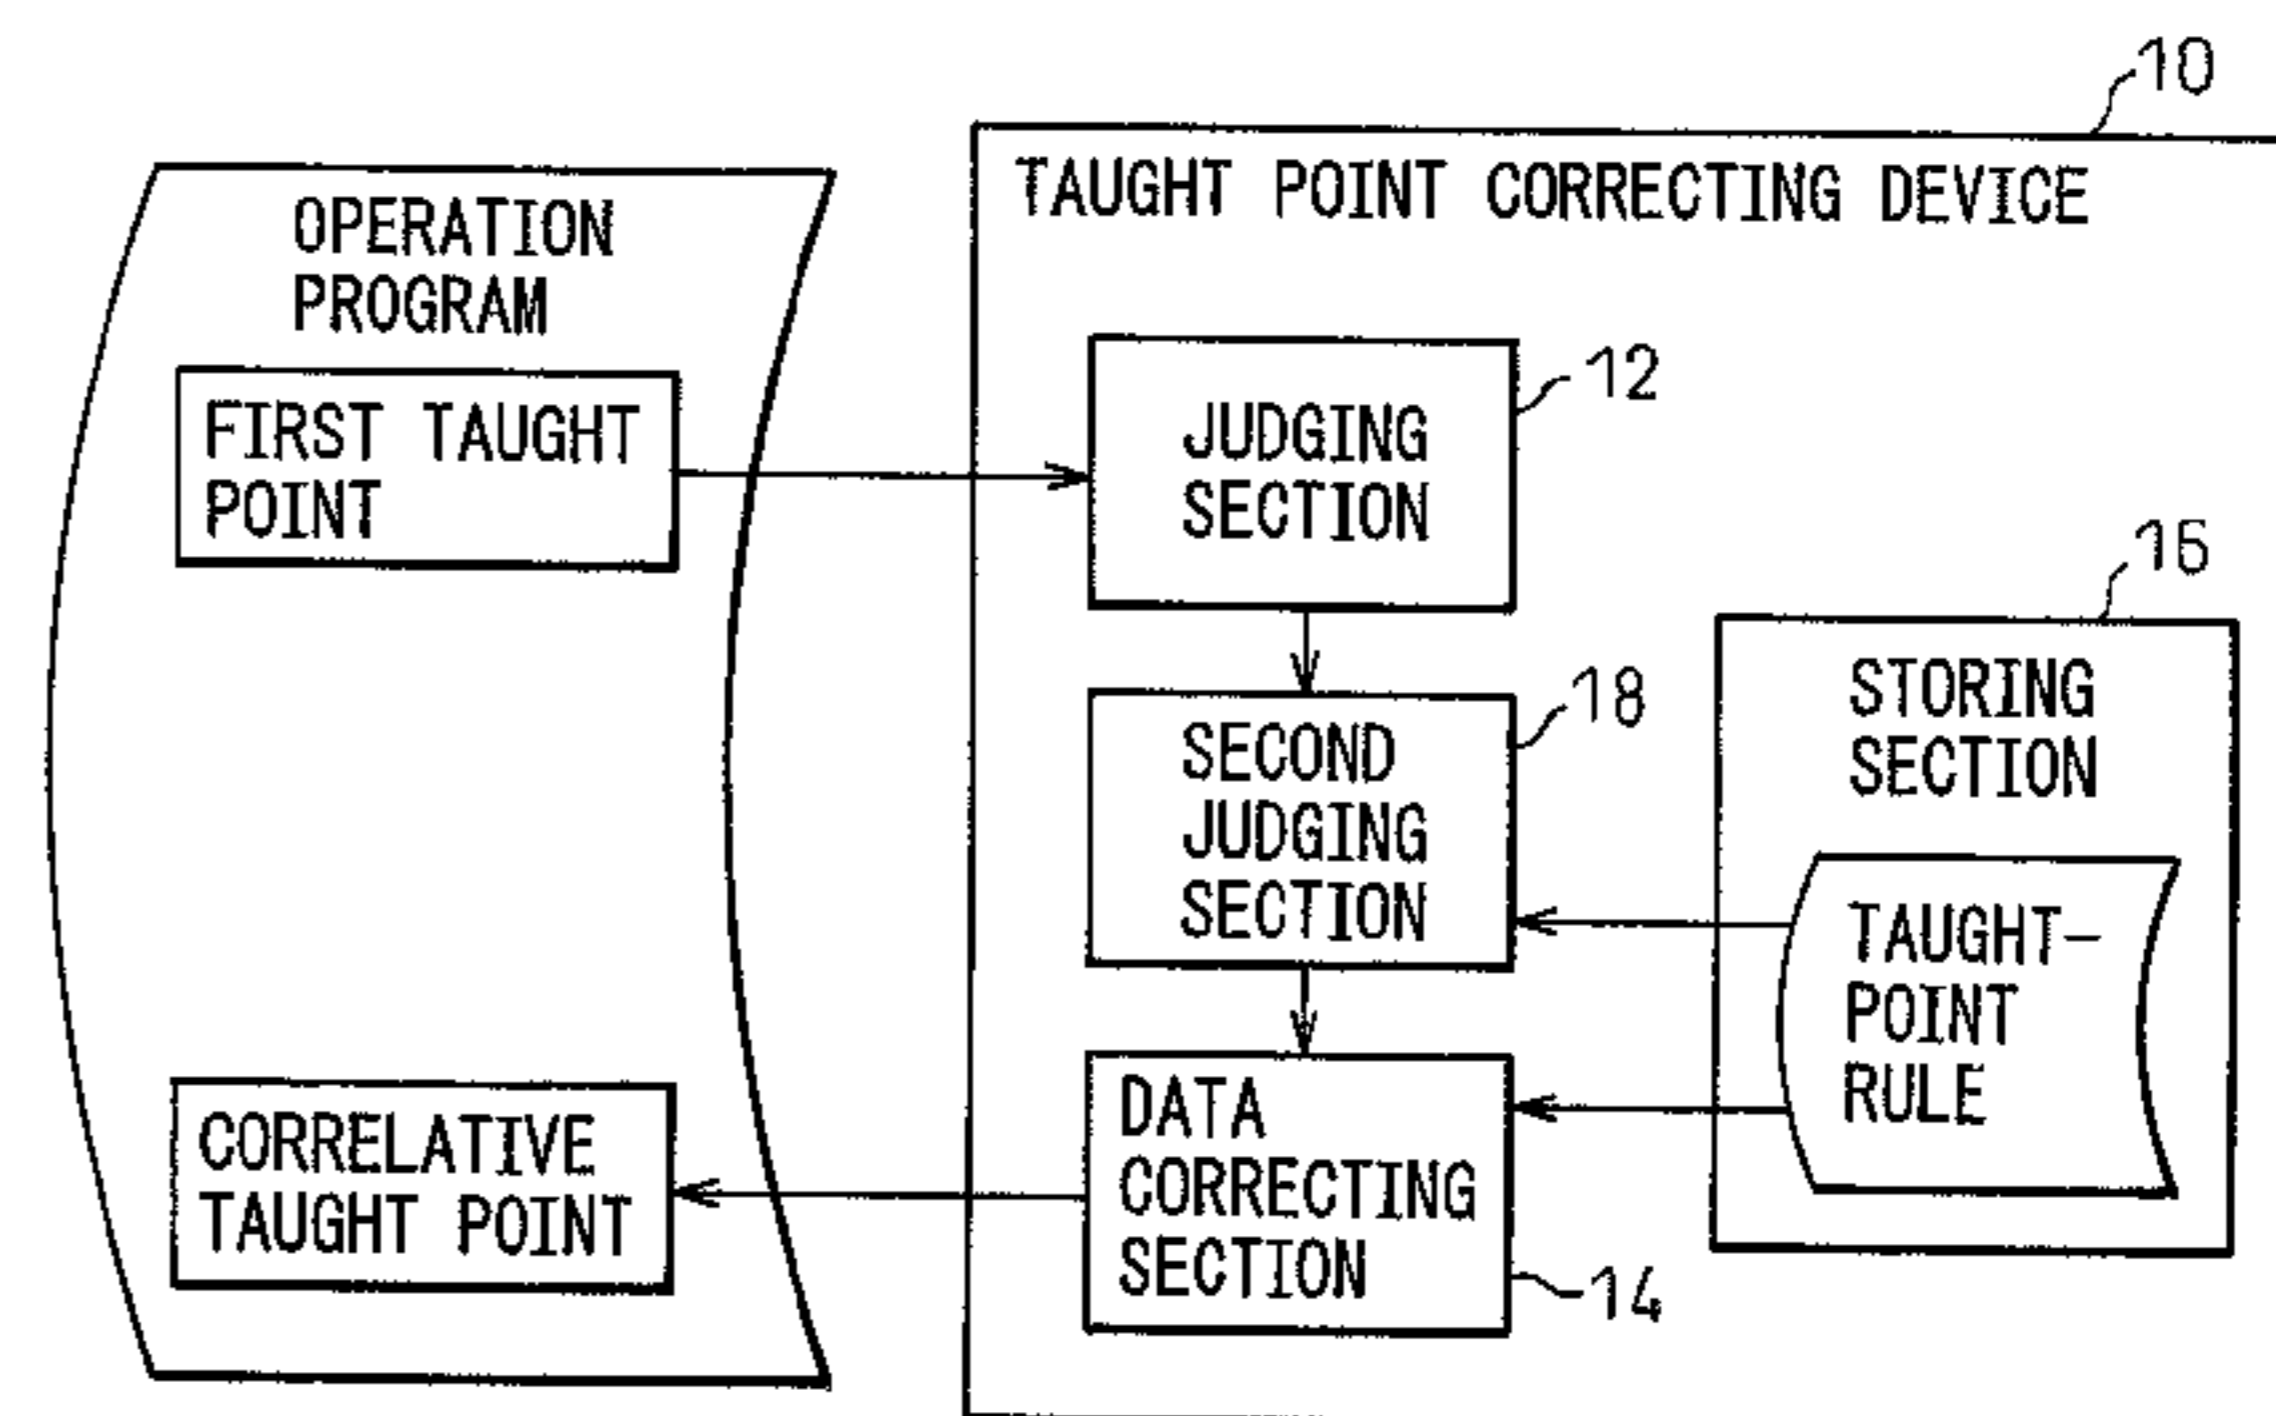 10
TAUGHT POINT CORRECTING DEVICE
OPERATION
PROGRAM
FIRST TAUGHT
POINT
12
JUDGING
SECTION
16
STORING
SECTION
18
SECOND
JUDGING
SECTION
TAUGHT-
POINT
RULE
DATA
CORRECTING
SECTION
14
CORRELATIVE
TAUGHT POINT